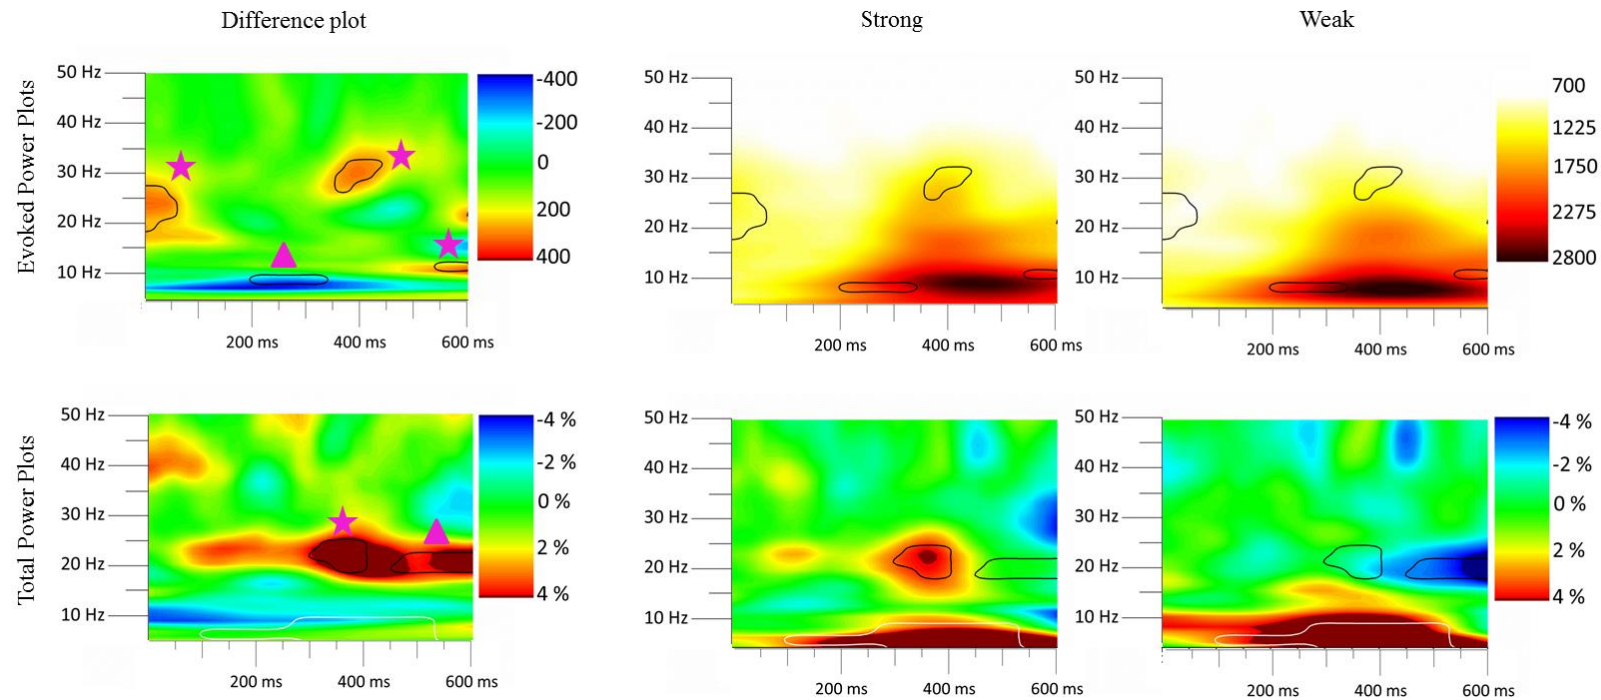 Difference plot
Strong
Weak
Evoked Power Plots
50 Hz
40 Hz
30 Hz
20 Hz
10 Hz
200 ms
400 ms
600 ms
-400
-200
0
200
400
50 Hz
40 Hz
30 Hz
20 Hz
10 Hz
200 ms
400 ms
600 ms
50 Hz
40 Hz
30 Hz
20 Hz
10 Hz
200 ms
400 ms
600 ms
700
1225
1750
2275
2800
Total Power Plots
50 Hz
40 Hz
30 Hz
20 Hz
10 Hz
200 ms
400 ms
600 ms
-4 %
-2 %
0 %
2 %
4 %
50 Hz
40 Hz
30 Hz
20 Hz
10 Hz
200 ms
400 ms
600 ms
50 Hz
40 Hz
30 Hz
20 Hz
10 Hz
200 ms
400 ms
600 ms
-4 %
-2 %
0 %
2 %
4 %